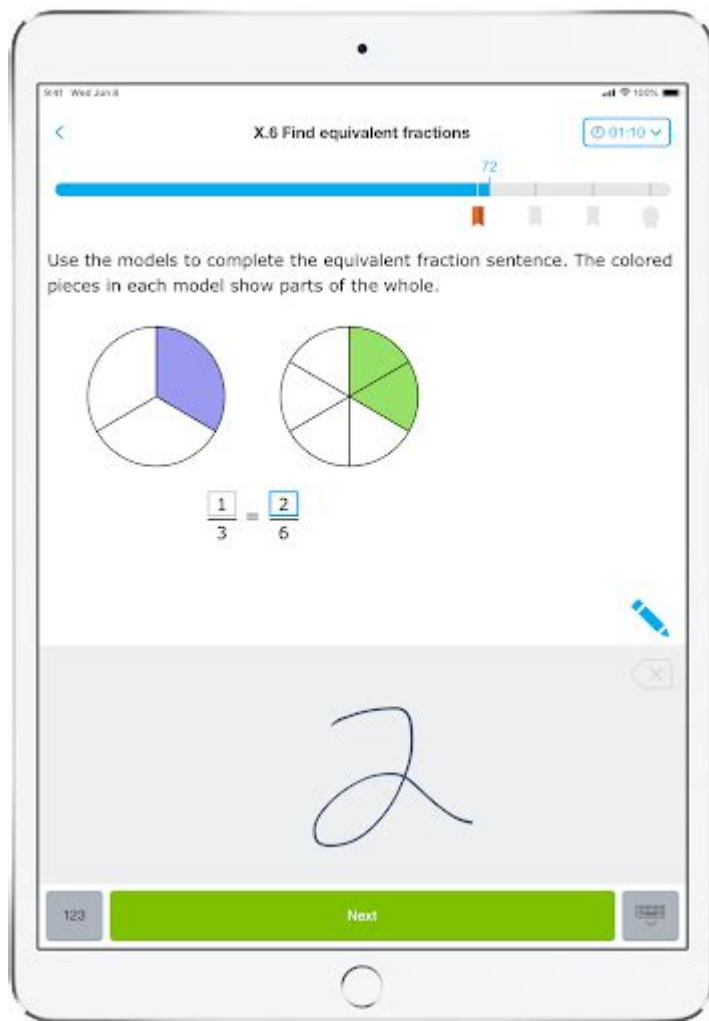 9:41 Wed Jun 8 100%
X.6 Find equivalent fractions 01:10
72
Use the models to complete the equivalent fraction sentence. The colored
pieces in each model show parts of the whole.
1 2
— = —
3 6
2
123 Next